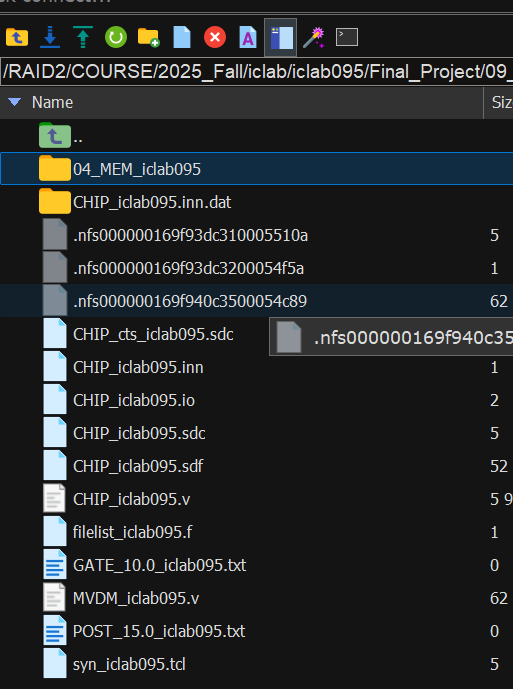 /RAID2/COURSE/2025_Fall/iclab/iclab095/Final_Project/09_
Name Siz
..
04_MEM_iclab095
CHIP_iclab095.inn.dat
.nfs000000169f93dc310005510a 5
.nfs000000169f93dc3200054f5a 1
.nfs000000169f940c3500054c89 62
CHIP_cts_iclab095.sdc
.nfs000000169f940c35
CHIP_iclab095.inn 1
CHIP_iclab095.io 2
CHIP_iclab095.sdc 5
CHIP_iclab095.sdf 52
CHIP_iclab095.v 5 9
filelist_iclab095.f 1
GATE_10.0_iclab095.txt 0
MVDM_iclab095.v 62
POST_15.0_iclab095.txt 0
syn_iclab095.tcl 5